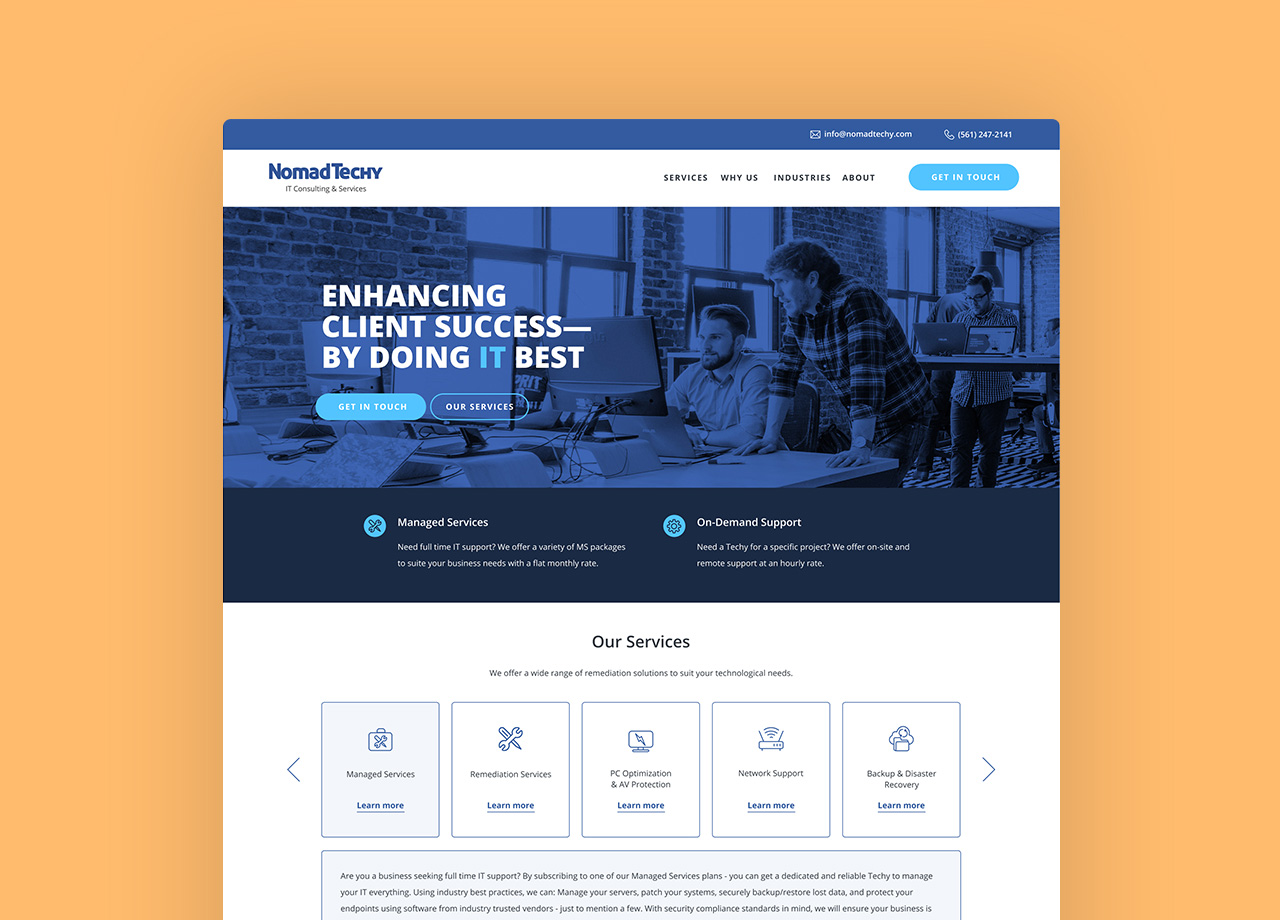 info@nomadtechy.com
(561) 247-2141
NomadTechy
IT Consulting & Services
SERVICES
WHY US
INDUSTRIES
ABOUT
GET IN TOUCH
ENHANCING
CLIENT SUCCESS—
BY DOING IT BEST
GET IN TOUCH
OUR SERVICES
Managed Services
Need full time IT support? We offer a variety of MS packages
to suite your business needs with a flat monthly rate.
On-Demand Support
Need a Techy for a specific project? We offer on-site and
remote support at an hourly rate.
Our Services
We offer a wide range of remediation solutions to suit your technological needs.
Managed Services
Learn more
Remediation Services
Learn more
PC Optimization
& AV Protection
Learn more
Network Support
Learn more
Backup & Disaster
Recovery
Learn more
Are you a business seeking full time IT support? By subscribing to one of our Managed Services plans - you can get a dedicated and reliable Techy to manage
your IT everything. Using industry best practices, we can: Manage your servers, patch your systems, securely backup/restore lost data, and protect your
endpoints using software from industry trusted vendors - just to mention a few. With security compliance standards in mind, we will ensure your business is